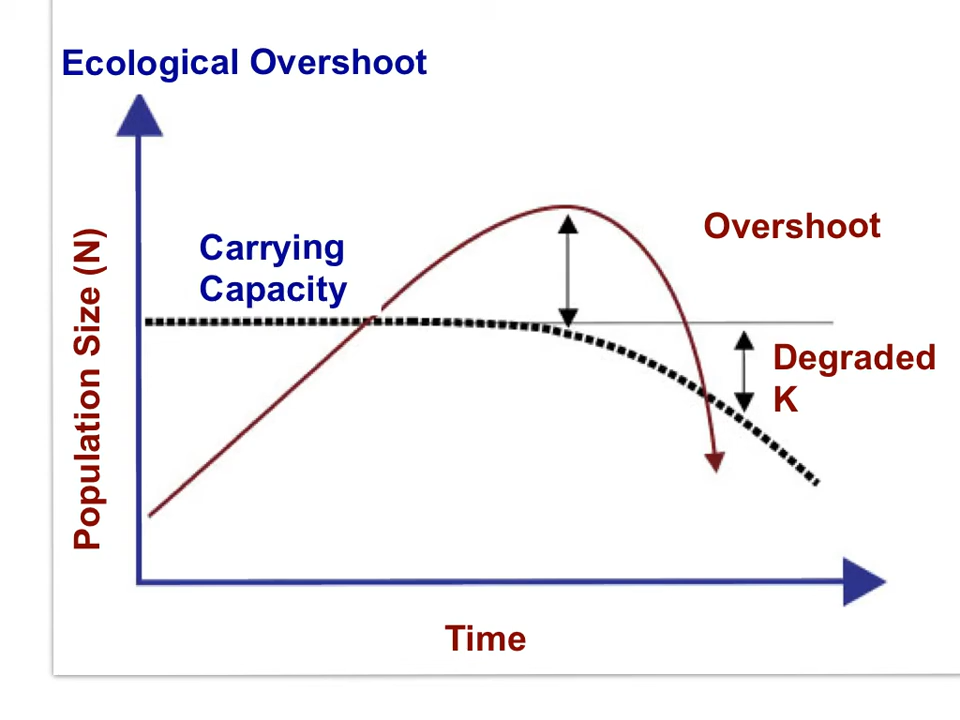 Ecological Overshoot
Population Size (N)
Carrying
Capacity
Overshoot
Degraded
K
Time